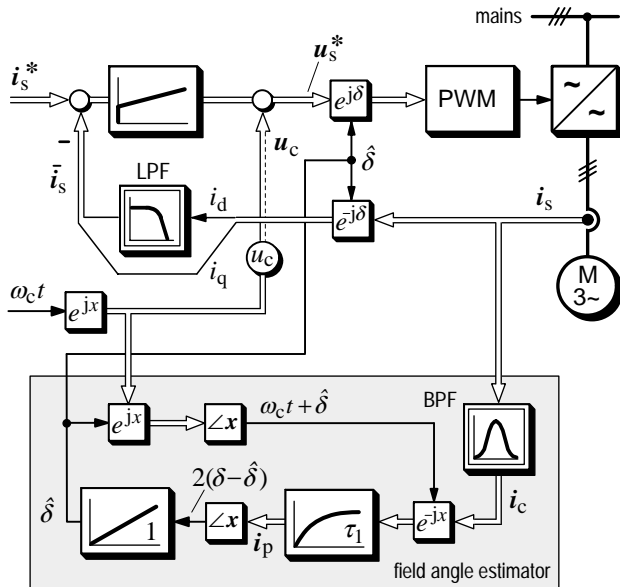 mains
i_s*
u_s*
e^jδ
PWM
~
~
–
u_c
δ̂
ī_s
LPF
i_d
e^-jδ
i_s
i_q
u_c
M
3~
ω_c t
e^jx
BPF
e^jx
∠x
ω_c t + δ̂
i_c
δ̂
1
2(δ–δ̂)
∠x
i_p
τ_1
e^-jx
field angle estimator